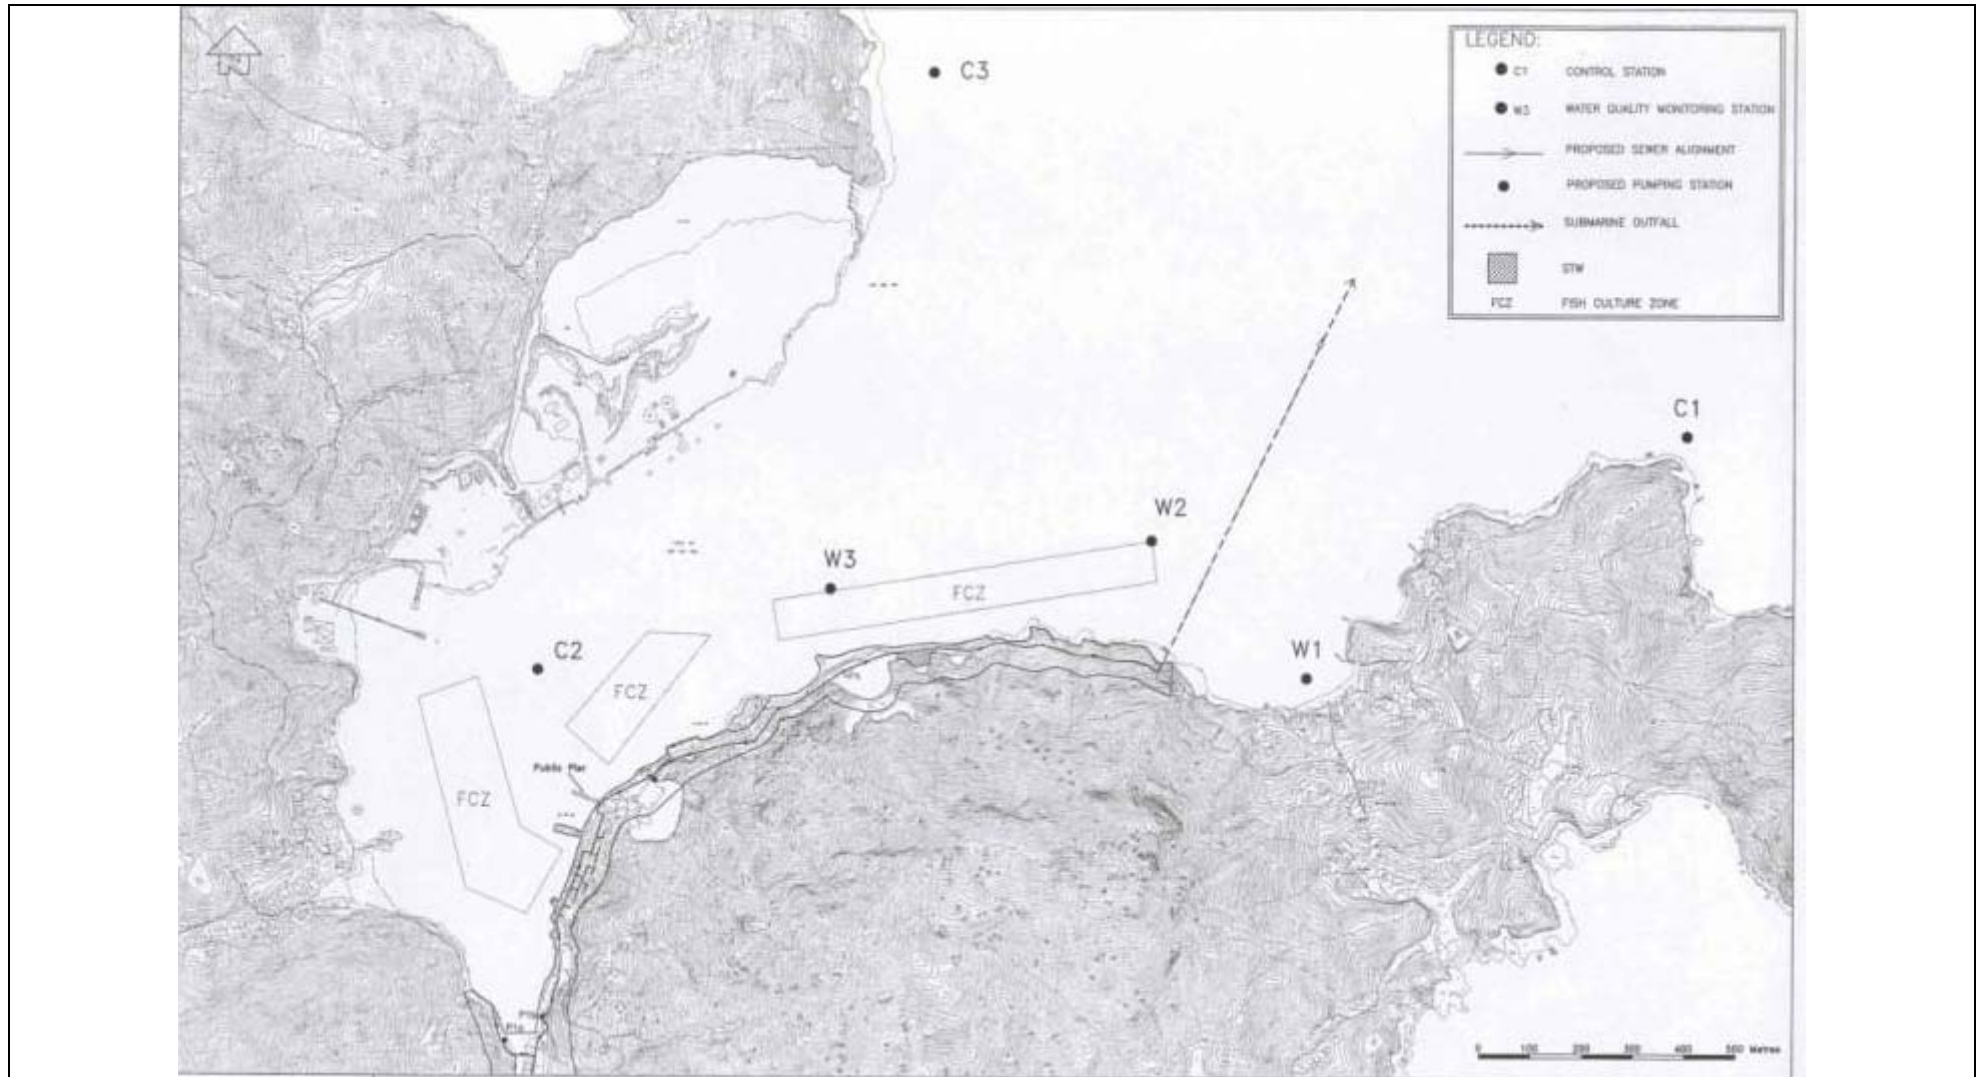 N
C3
LEGEND:
C1 CONTROL STATION
W3 WATER QUALITY MONITORING STATION
PROPOSED SEWER ALIGNMENT
PROPOSED PUMPING STATION
SUBMARINE OUTFALL
STW
FCZ FISH CULTURE ZONE
C1
W2
W3
FCZ
C2
W1
FCZ
Public Pier
FCZ
0 100 200 300 400 500 Metres